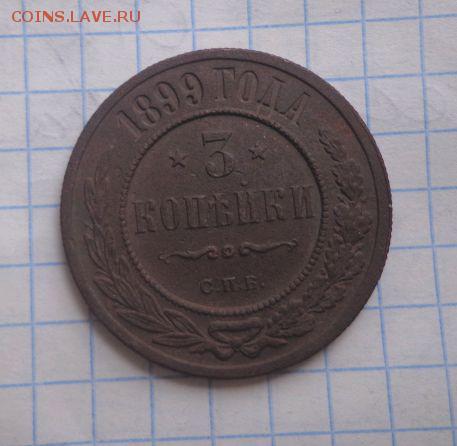 COINS.LAVE.RU
1899 ГОДА
3
КОПѢЙКИ
С.П.Б.